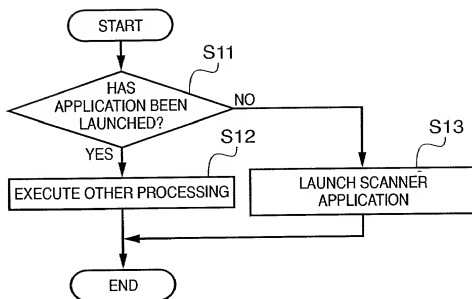 START
S11
HAS
APPLICATION BEEN
LAUNCHED?
NO
YES
S12
S13
EXECUTE OTHER PROCESSING
LAUNCH SCANNER
APPLICATION
END